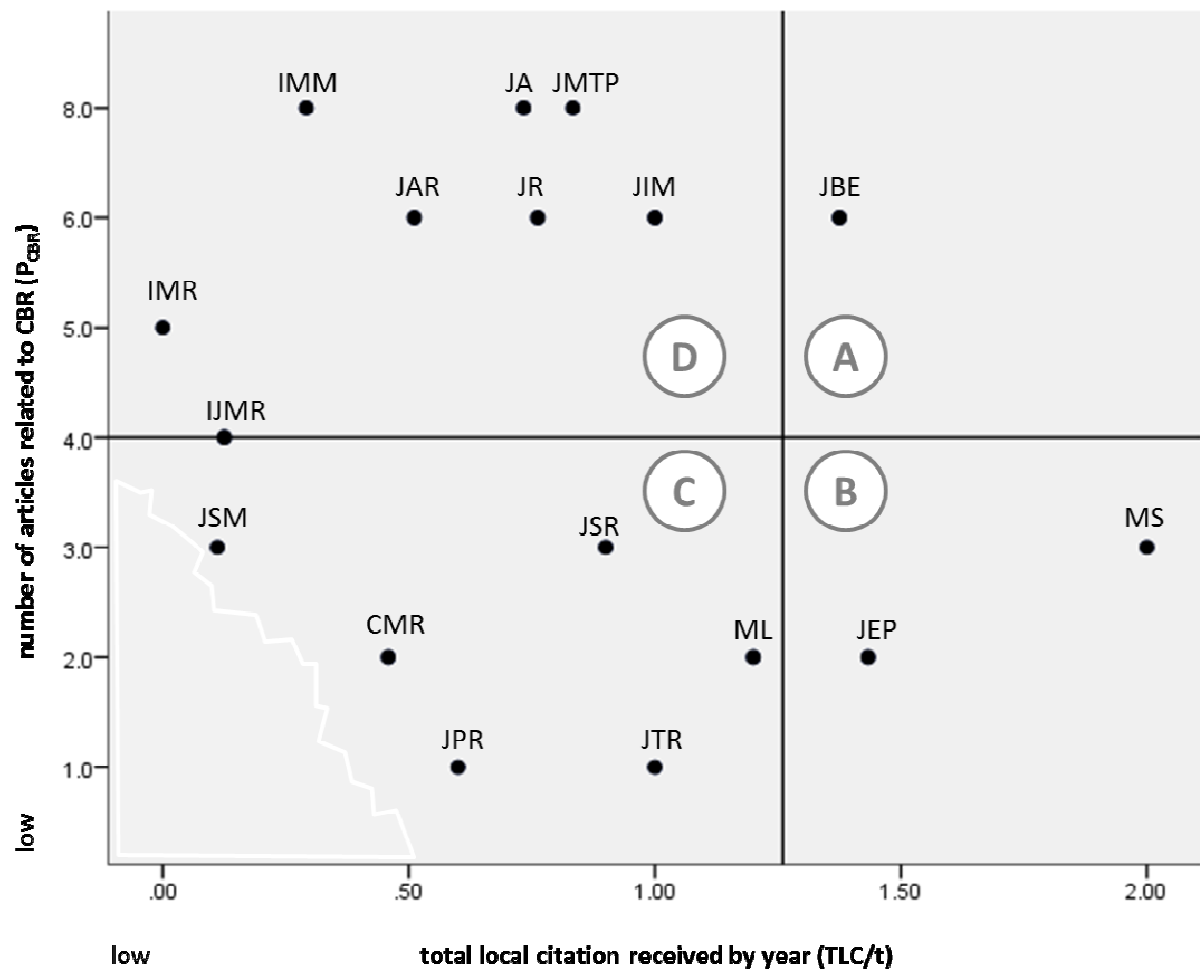 IMM JA JMTP
8.0
JAR JR JIM JBE
6.0
IMR
5.0
D A
IJMR
4.0
C B
JSM JSR MS
3.0
CMR ML JEP
2.0
JPR JTR
1.0
number of articles related to CBR (PCBR)
low
.00 .50 1.00 1.50 2.00
low total local citation received by year (TLC/t)